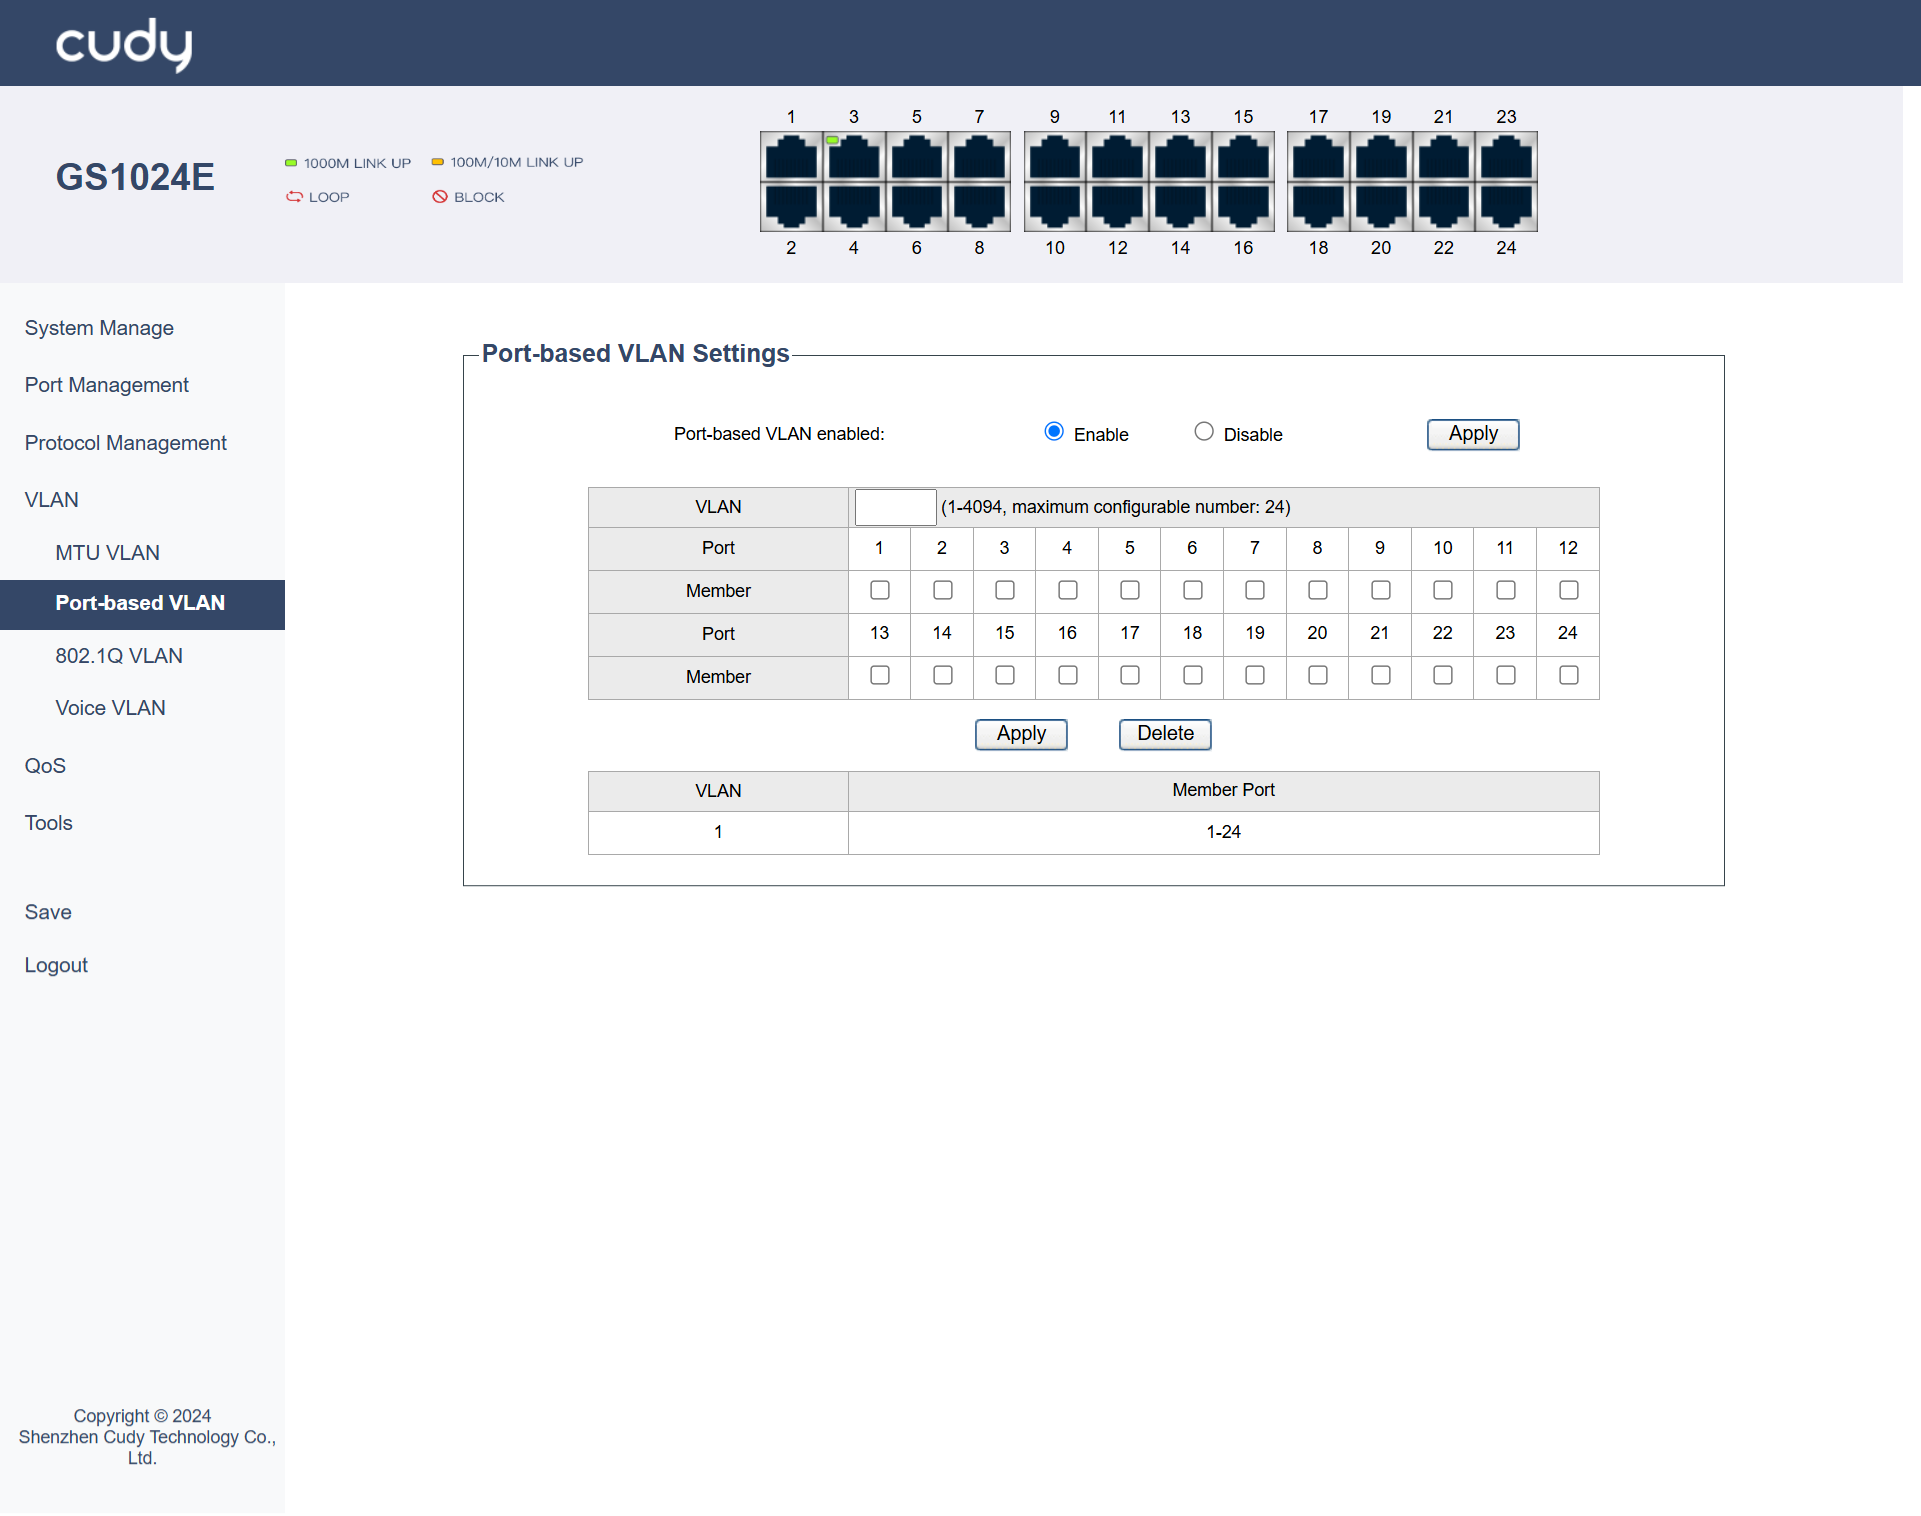 cudy
GS1024E
1000M LINK UP 100M/10M LINK UP
LOOP BLOCK
1 3 5 7 9 11 13 15 17 19 21 23
2 4 6 8 10 12 14 16 18 20 22 24
System Manage
Port Management
Protocol Management
VLAN
MTU VLAN
Port-based VLAN
802.1Q VLAN
Voice VLAN
QoS
Tools
Save
Logout
Copyright © 2024
Shenzhen Cudy Technology Co.,
Ltd.
Port-based VLAN Settings
Port-based VLAN enabled: Enable Disable Apply
VLAN (1-4094, maximum configurable number: 24)
Port 1 2 3 4 5 6 7 8 9 10 11 12
Member
Port 13 14 15 16 17 18 19 20 21 22 23 24
Member
Apply Delete
VLAN Member Port
1 1-24